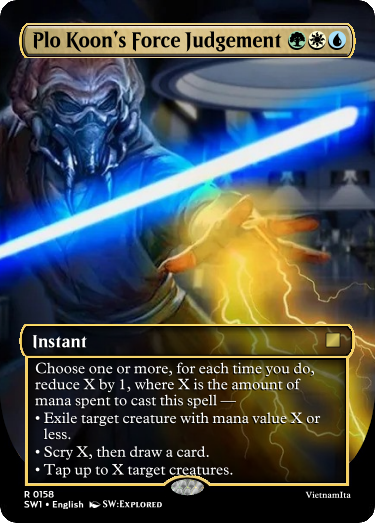 Plo Koon's Force Judgement
Instant
Choose one or more, for each time you do,
reduce X by 1, where X is the amount of
mana spent to cast this spell —
• Exile target creature with mana value X or
less.
• Scry X, then draw a card.
• Tap up to X target creatures.
R 0158
SW1 • English SW:Explored
VietnamIta